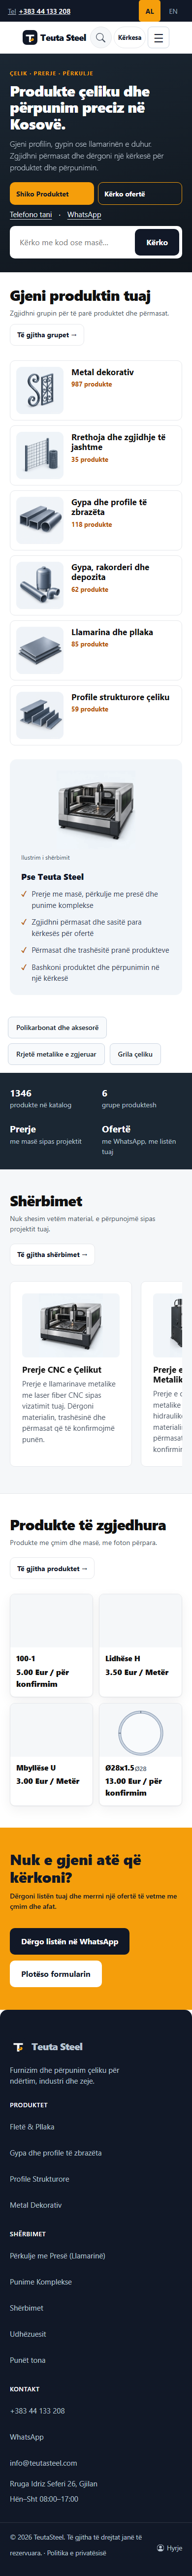 Tel +383 44 133 208
AL EN
Teuta Steel
Kërkesa
ÇELIK · PRERJE · PËRKULJE
Produkte çeliku dhe
përpunim preciz në
Kosovë.
Gjeni profilin, gypin ose llamarinën e duhur.
Zgjidhni përmasat dhe dërgoni një kërkesë për
produktet dhe përpunimin.
Shiko Produktet
Kërko ofertë
Telefono tani · WhatsApp
Kërko me kod ose masë...
Kërko
Gjeni produktin tuaj
Zgjidhni grupin për të parë produktet dhe përmasat.
Të gjitha grupet →
Metal dekorativ
987 produkte
Rrethoja dhe zgjidhje të
jashtme
35 produkte
Gypa dhe profile të
zbrazëta
118 produkte
Gypa, rakorderi dhe
depozita
62 produkte
Llamarina dhe pllaka
85 produkte
Profile strukturore çeliku
59 produkte
Ilustrim i shërbimit
Pse Teuta Steel
✓ Prerje me masë, përkulje me presë dhe
punime komplekse
✓ Zgjidhni përmasat dhe sasitë para
kërkesës për ofertë
✓ Përmasat dhe trashësitë pranë produkteve
✓ Bashkoni produktet dhe përpunimin në
një kërkesë
Polikarbonat dhe aksesorë
Rrjetë metalike e zgjeruar
Grila çeliku
1346
produkte në katalog
6
grupe produktesh
Prerje
me masë sipas projektit
Ofertë
me WhatsApp, me listën
tuaj
Shërbimet
Nuk shesim vetëm material, e përpunojmë sipas
projektit tuaj.
Të gjitha shërbimet →
Prerje CNC e Çelikut
Prerje e llamarinave metalike
me laser fiber CNC sipas
vizatimit tuaj. Dërgoni
materialin, trashësinë dhe
përmasat që të konfirmojmë
punën.
Prerje e
Metalik
Prerje e
metalike
hidraulik
materiali
përmasat
konfirmi
Produkte të zgjedhura
Produkte me çmim dhe masë, me foton përpara.
Të gjitha produktet →
100-1
5.00 Eur / për
konfirmim
Lidhëse H
3.50 Eur / Metër
Mbyllëse U
3.00 Eur / Metër
Ø28x1.5 Ø28
13.00 Eur / për
konfirmim
Nuk e gjeni atë që
kërkoni?
Dërgoni listën tuaj dhe merrni një ofertë të vetme me
çmim dhe afat.
Dërgo listën në WhatsApp
Plotëso formularin
Teuta Steel
Furnizim dhe përpunim çeliku për
ndërtim, industri dhe zeje.
PRODUKTET
Fletë & Pllaka
Gypa dhe profile të zbrazëta
Profile Strukturore
Metal Dekorativ
SHËRBIMET
Përkulje me Presë (Llamarinë)
Punime Komplekse
Shërbimet
Udhëzuesit
Punët tona
KONTAKT
+383 44 133 208
WhatsApp
info@teutasteel.com
Rruga Idriz Seferi 26, Gjilan
Hën–Sht 08:00–17:00
© 2026 TeutaSteel. Të gjitha të drejtat janë të
rezervuara. · Politika e privatësisë
Hyrje